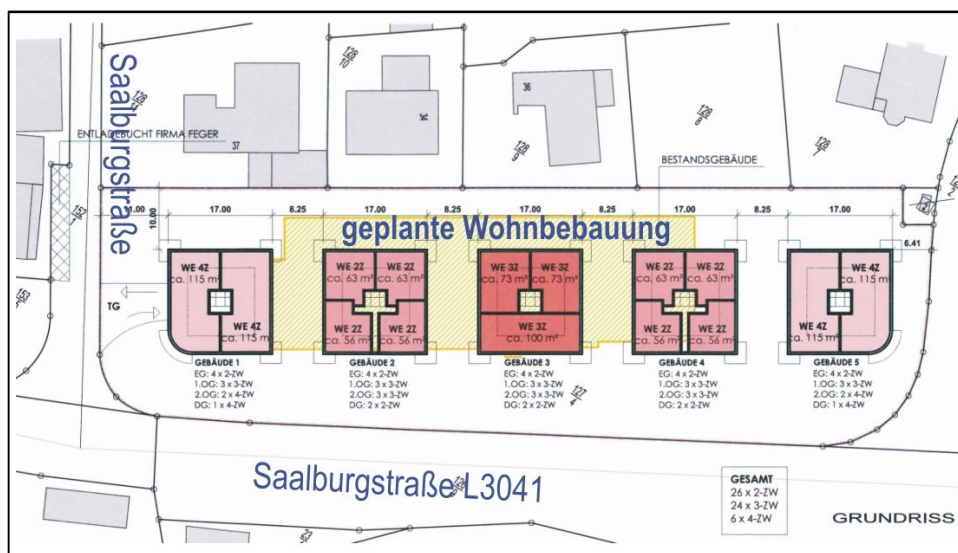 Saalburgstraße
128
10
36
34
128
9
128
8
128
7
37
ENTLADEBUCHT FIRMA FEGER
BESTANDSGEBÄUDE
10.00
17.00
8.25
17.00
8.25
17.00
8.25
17.00
8.25
17.00
6.41
geplante Wohnbebauung
WE 4Z
ca. 115 m²
WE 4Z
ca. 115 m²
WE 2Z
ca. 63 m²
WE 2Z
ca. 63 m²
WE 2Z
ca. 56 m²
WE 2Z
ca. 56 m²
WE 3Z
ca. 73 m²
WE 3Z
ca. 73 m²
WE 3Z
ca. 100 m²
WE 2Z
ca. 63 m²
WE 2Z
ca. 63 m²
WE 2Z
ca. 56 m²
WE 2Z
ca. 56 m²
WE 4Z
ca. 115 m²
WE 4Z
ca. 115 m²
TG
GEBÄUDE 1
EG: 4 x 2-ZW
1.OG: 3 x 3-ZW
2.OG: 2 x 4-ZW
DG: 1 x 4-ZW
GEBÄUDE 2
EG: 4 x 2-ZW
1.OG: 3 x 3-ZW
2.OG: 3 x 3-ZW
DG: 2 x 2-ZW
GEBÄUDE 3
EG: 4 x 2-ZW
1.OG: 3 x 3-ZW
2.OG: 3 x 3-ZW
DG: 2 x 2-ZW
127
4
GEBÄUDE 4
EG: 4 x 2-ZW
1.OG: 3 x 3-ZW
2.OG: 3 x 3-ZW
DG: 2 x 2-ZW
GEBÄUDE 5
EG: 4 x 2-ZW
1.OG: 3 x 3-ZW
2.OG: 2 x 4-ZW
DG: 1 x 4-ZW
Saalburgstraße L3041
GESAMT
26 x 2-ZW
24 x 3-ZW
6 x 4-ZW
GRUNDRISS